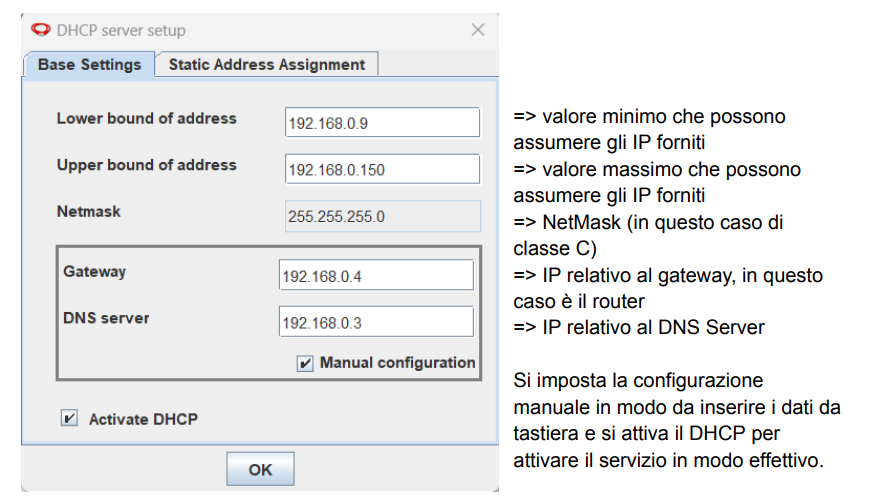 DHCP server setup
Base Settings
Static Address Assignment
Lower bound of address
192.168.0.9
Upper bound of address
192.168.0.150
Netmask
255.255.255.0
Gateway
192.168.0.4
DNS server
192.168.0.3
Manual configuration
Activate DHCP
OK
=> valore minimo che possono
assumere gli IP forniti
=> valore massimo che possono
assumere gli IP forniti
=> NetMask (in questo caso di
classe C)
=> IP relativo al gateway, in questo
caso è il router
=> IP relativo al DNS Server
Si imposta la configurazione
manuale in modo da inserire i dati da
tastiera e si attiva il DHCP per
attivare il servizio in modo effettivo.